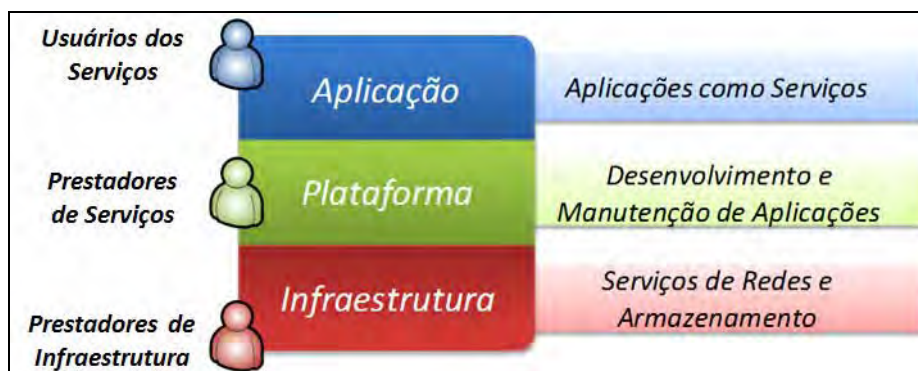 Usuários dos
Serviços
Aplicação
Aplicações como Serviços
Prestadores
de Serviços
Plataforma
Desenvolvimento e
Manutenção de Aplicações
Prestadores de
Infraestrutura
Infraestrutura
Serviços de Redes e
Armazenamento